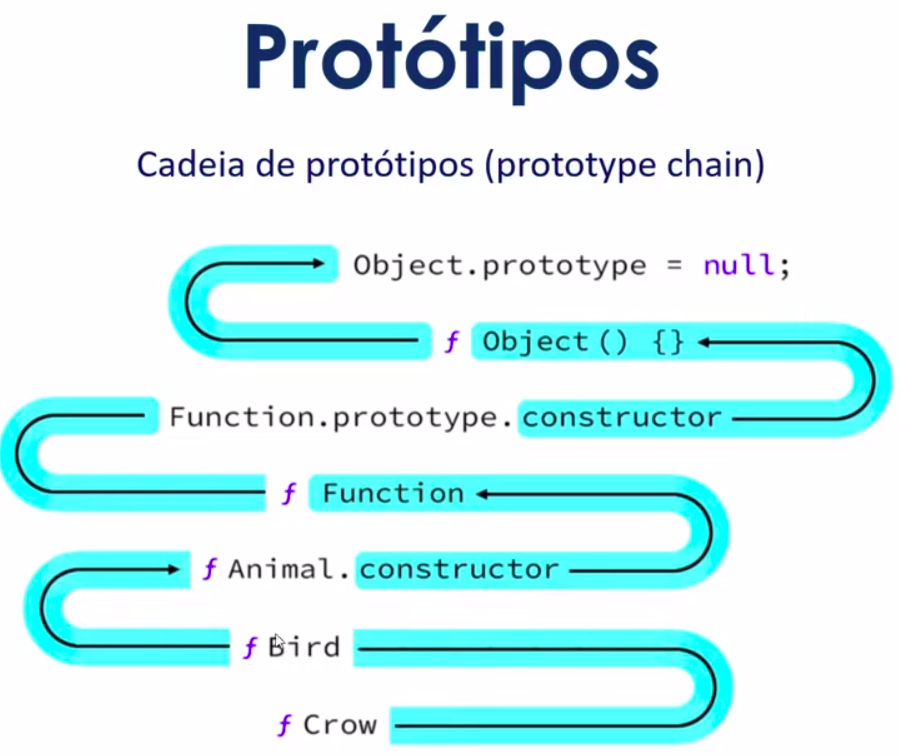 Protótipos
Cadeia de protótipos (prototype chain)
Object.prototype = null;
f Object () {}
Function.prototype.constructor
f Function
f Animal.constructor
f Bird
f Crow